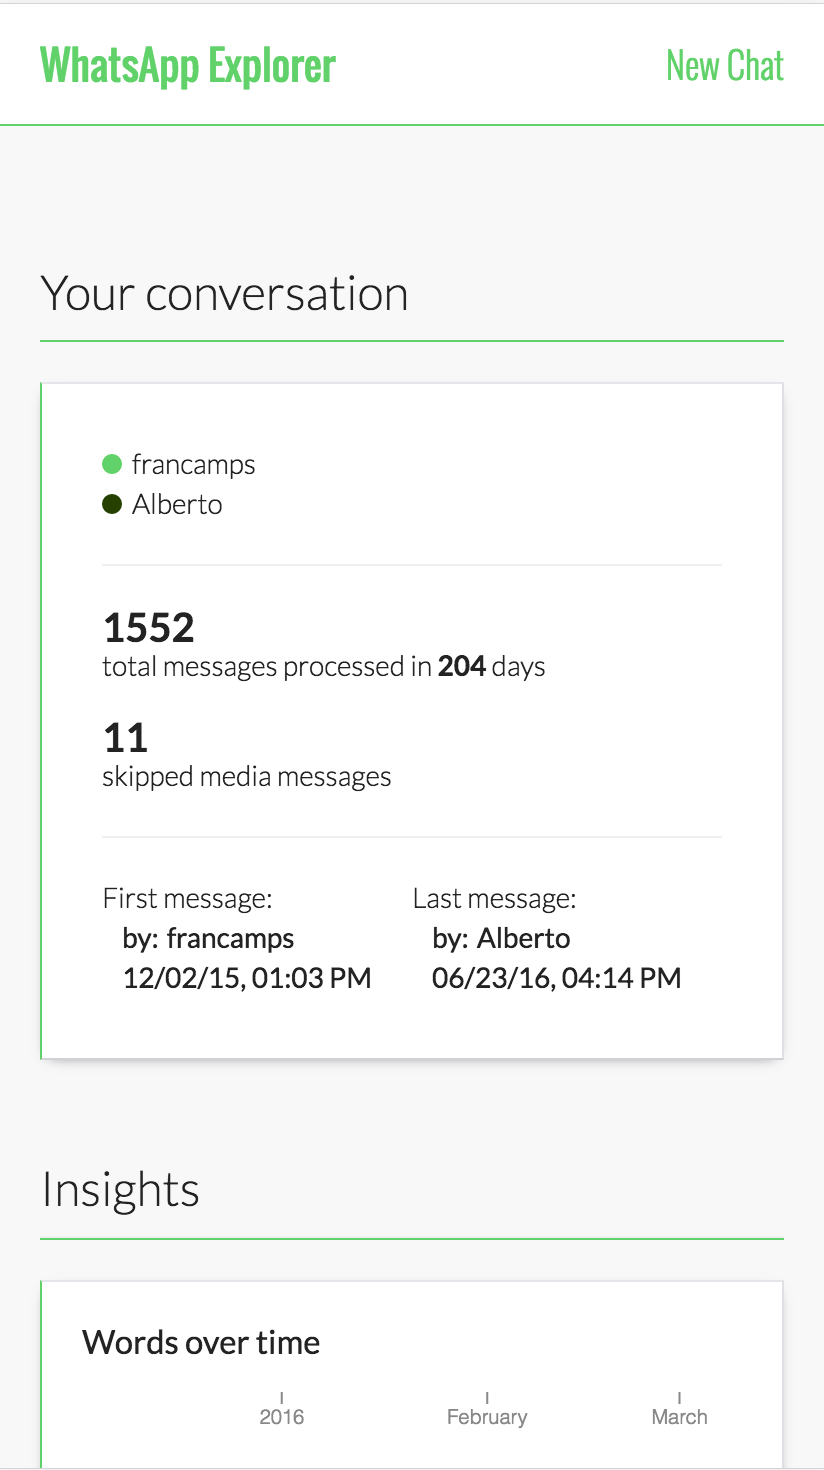 WhatsApp Explorer
New Chat
Your conversation
francamps
Alberto
1552
total messages processed in 204 days
11
skipped media messages
First message:
by: francamps
12/02/15, 01:03 PM
Last message:
by: Alberto
06/23/16, 04:14 PM
Insights
Words over time
2016 February March